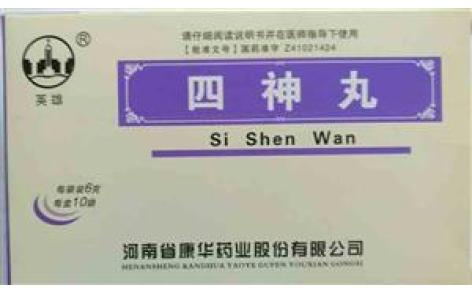 请仔细阅读说明书并在医师指导下使用
【批准文号】国药准字 Z41021424
®
英雄
四神丸
Si Shen Wan
每袋装6克
每盒10袋
河南省康华药业股份有限公司
HENANSHENG KANGHUA YAOYE GUFEN YOUXIAN GONGSI